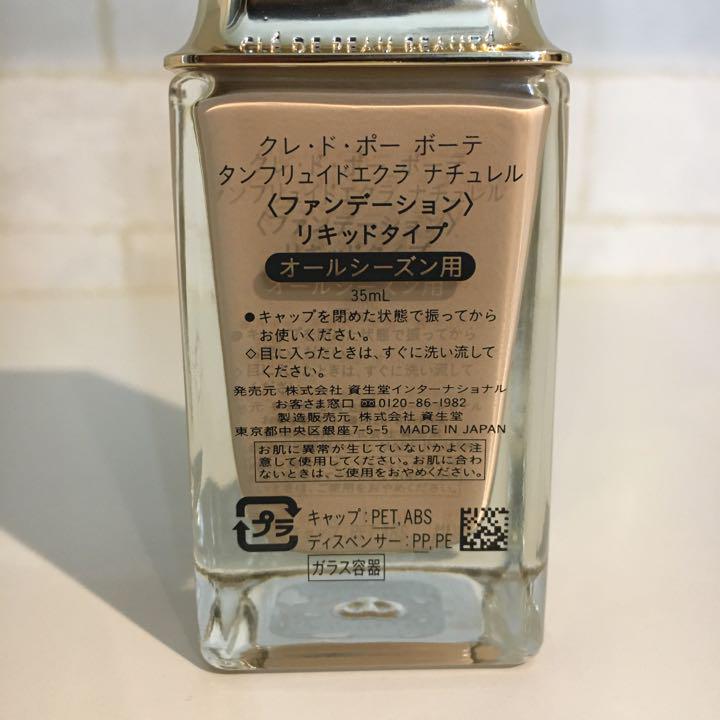 CLÉ DE PEAU BEAUTÉ
クレ・ド・ポー ボーテ
タンフリュイドエクラ ナチュレル
〈ファンデーション〉
リキッドタイプ
オールシーズン用
35mL
●キャップを閉めた状態で振ってから
お使いください。
◇目に入ったときは、すぐに洗い流して
ください。
発売元 株式会社 資生堂インターナショナル
お客さま窓口 0120-86-1982
製造販売元 株式会社 資生堂
東京都中央区銀座7-5-5 MADE IN JAPAN
お肌に異常が生じていないかよく注
意して使用してください。お肌に合わ
ないときは、ご使用をおやめください。
プラ キャップ:PET,ABS
ディスペンサー:PP,PE
ガラス容器